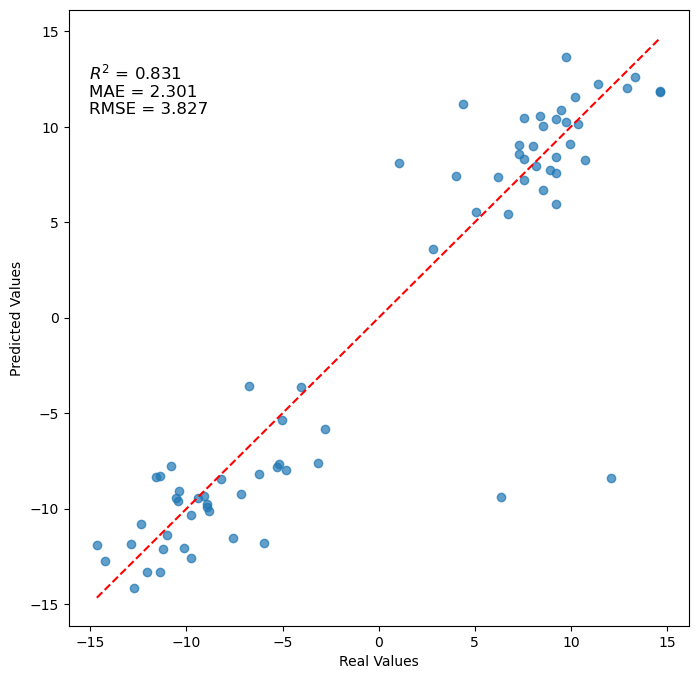 R² = 0.831
MAE = 2.301
RMSE = 3.827
15
10
5
0
−5
−10
−15
Predicted Values
−15 −10 −5 0 5 10 15
Real Values